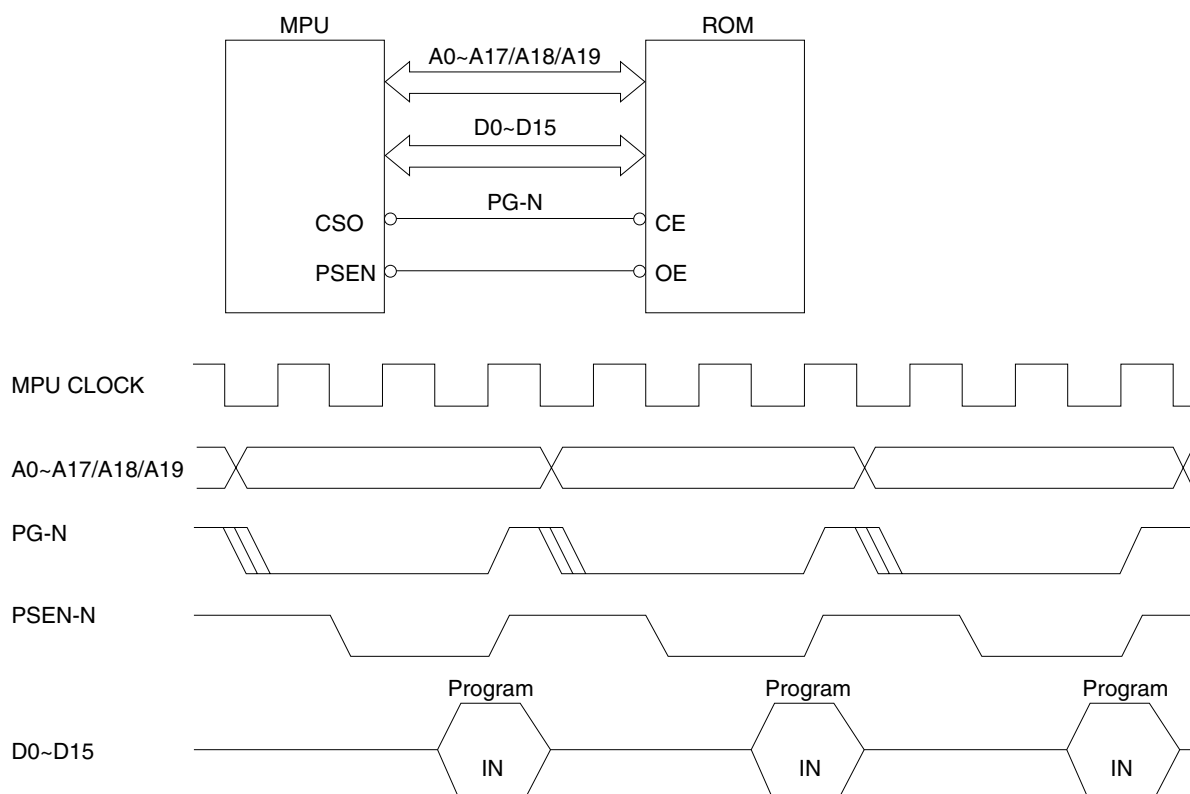 MPU
ROM
A0~A17/A18/A19
D0~D15
PG-N
CSO
CE
PSEN
OE
MPU CLOCK
A0~A17/A18/A19
PG-N
PSEN-N
Program
Program
Program
D0~D15
IN
IN
IN